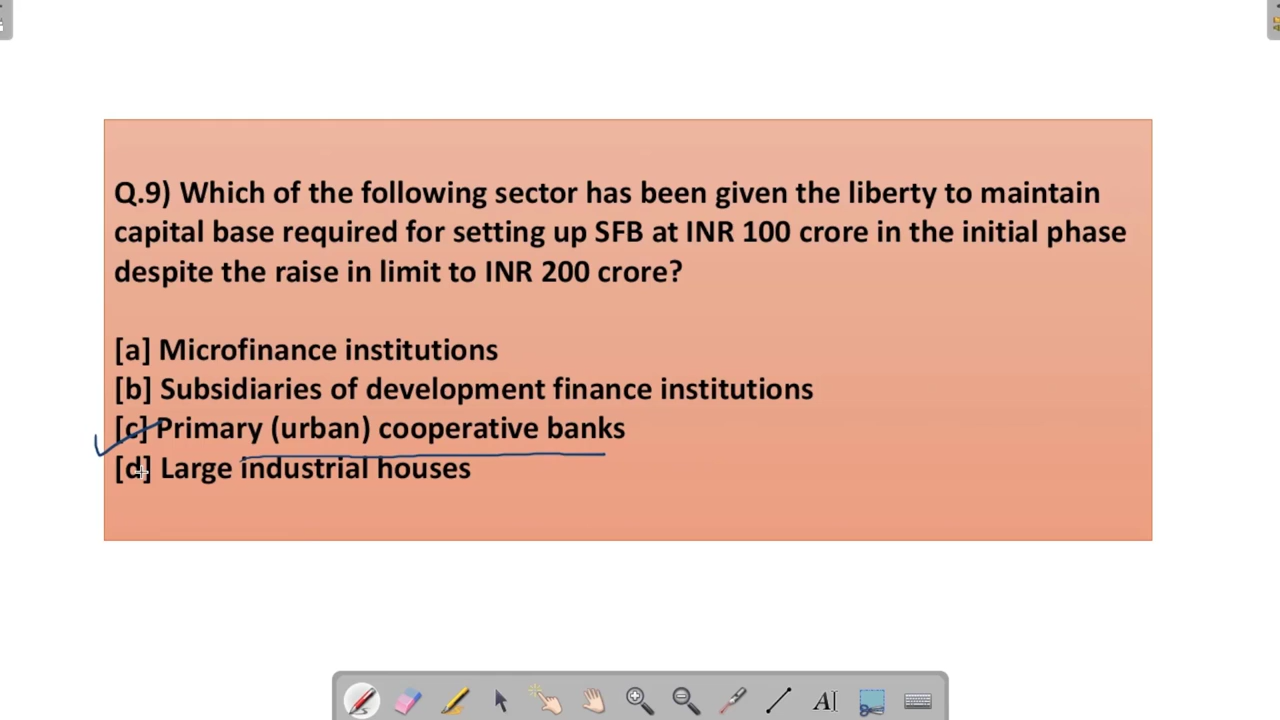 Q.9) Which of the following sector has been given the liberty to maintain
capital base required for setting up SFB at INR 100 crore in the initial phase
despite the raise in limit to INR 200 crore?
[a] Microfinance institutions
[b] Subsidiaries of development finance institutions
[c] Primary (urban) cooperative banks
[d] Large industrial houses